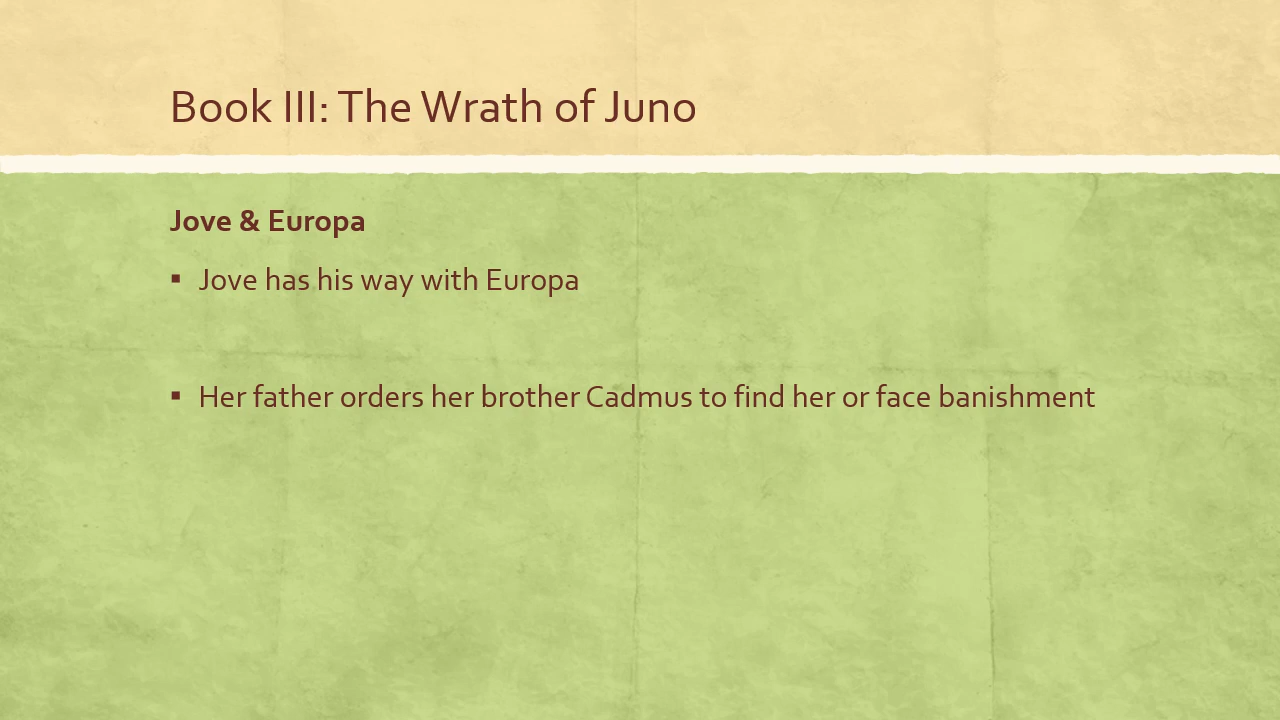 Book III: The Wrath of Juno
Jove & Europa
▪ Jove has his way with Europa
▪ Her father orders her brother Cadmus to find her or face banishment